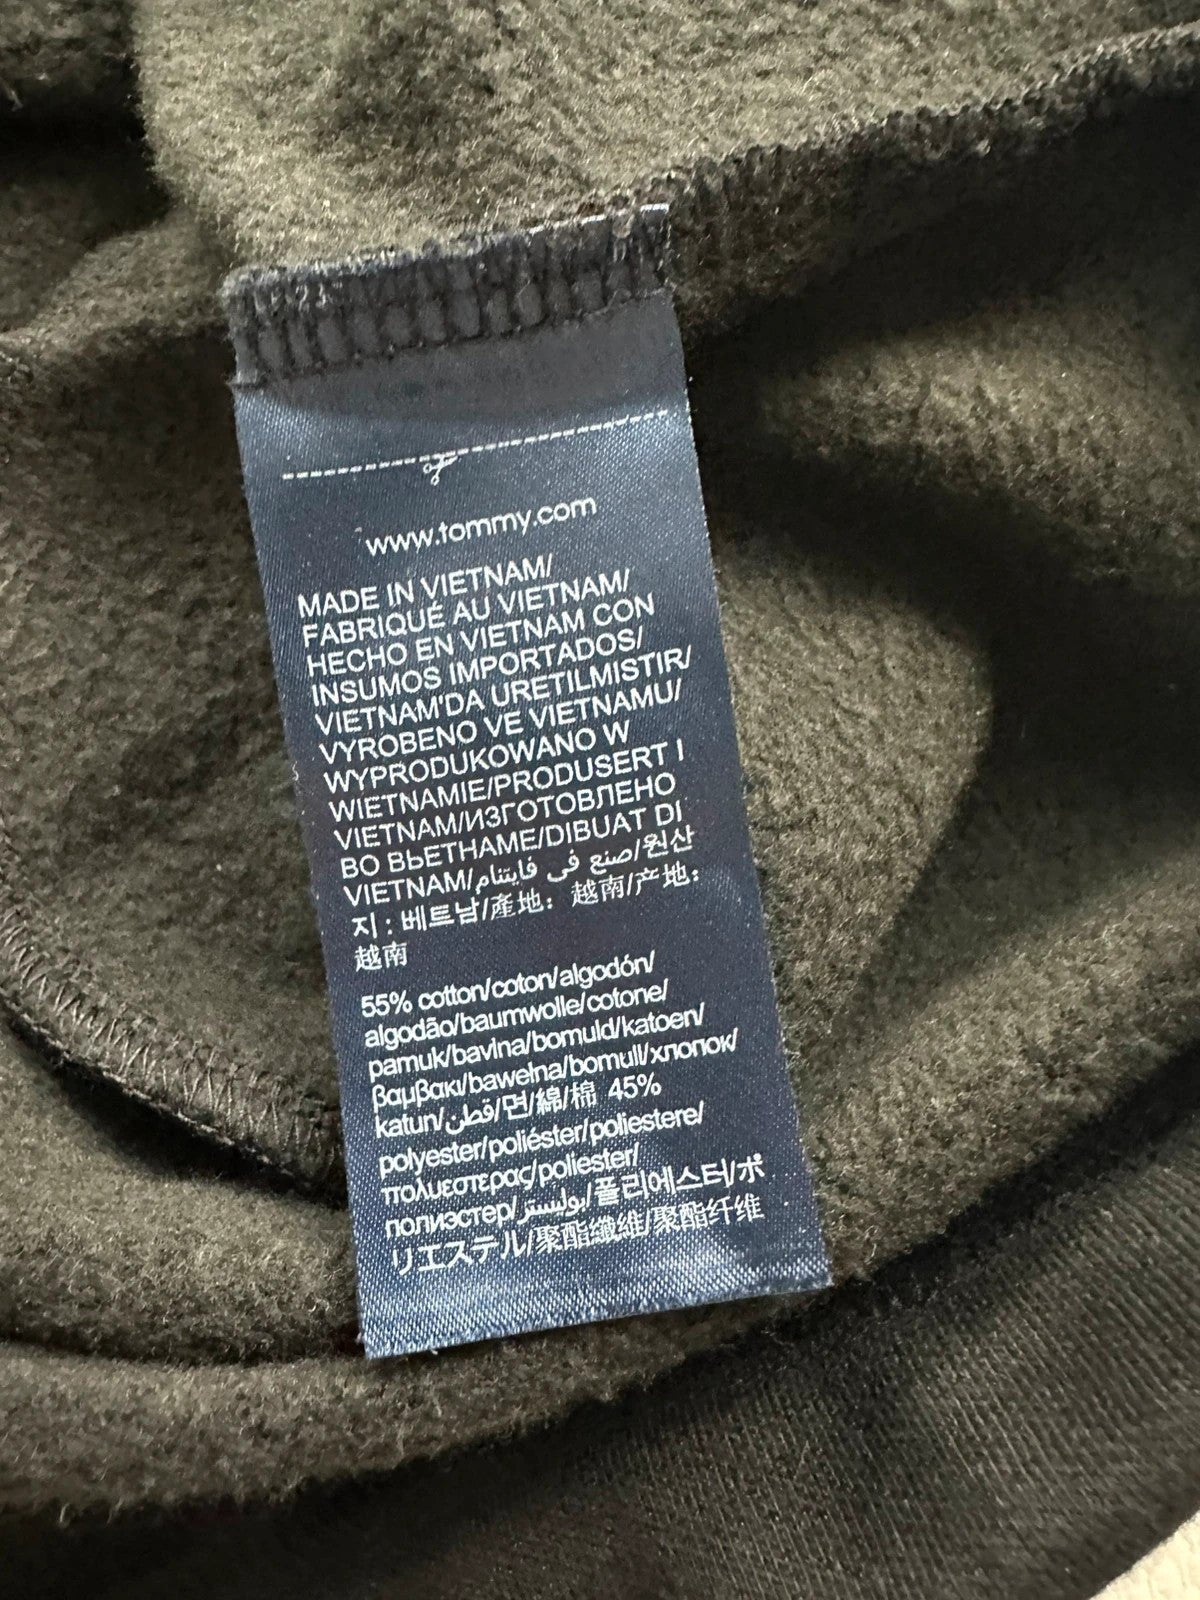 www.tommy.com
MADE IN VIETNAM/
FABRIQUÉ AU VIETNAM/
HECHO EN VIETNAM CON
INSUMOS IMPORTADOS/
VIETNAM'DA URETILMISTIR/
VYROBENO VE VIETNAMU/
WYPRODUKOWANO W
WIETNAMIE/PRODUSERT I
VIETNAM/ИЗГОТОВЛЕНО
ВО ВЬЕТНАМЕ/DIBUAT DI
VIETNAM/صنع في فايتنام/원산
지 : 베트남/產地：越南/产地：
越南
55% cotton/coton/algodón/
algodão/baumwolle/cotone/
pamuk/bavlna/bomuld/katoen/
βαμβακι/bawełna/bomull/хлопок/
katun/قطن/면/綿/棉 45%
polyester/poliéster/poliestere/
πολυεστερας/poliester/
полиэстер/بوليستر/폴리에스터/ポ
リエステル/聚酯纖維/聚酯纤维